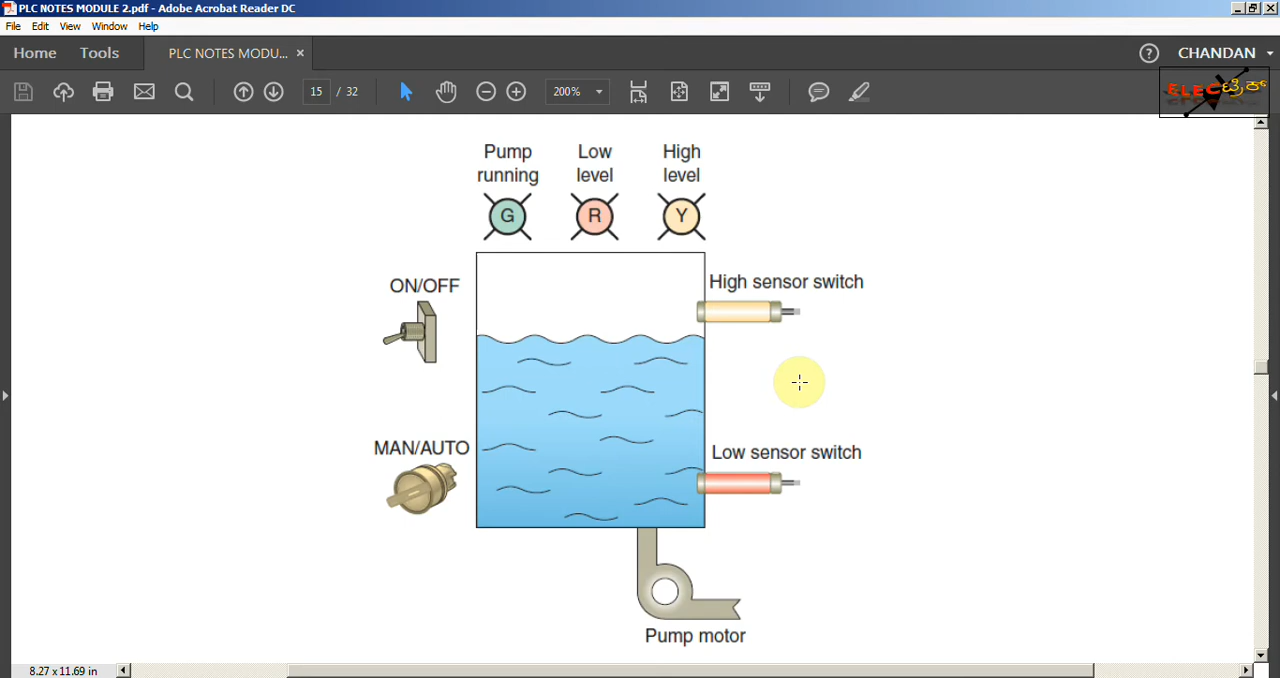 PLC NOTES MODULE 2.pdf - Adobe Acrobat Reader DC
File Edit View Window Help
Home Tools PLC NOTES MODU... × ? CHANDAN
15 / 32 200%
ELECಟ್ರಿಕ್
Pump running
Low level
High level
G R Y
ON/OFF
High sensor switch
MAN/AUTO
Low sensor switch
Pump motor
8.27 x 11.69 in